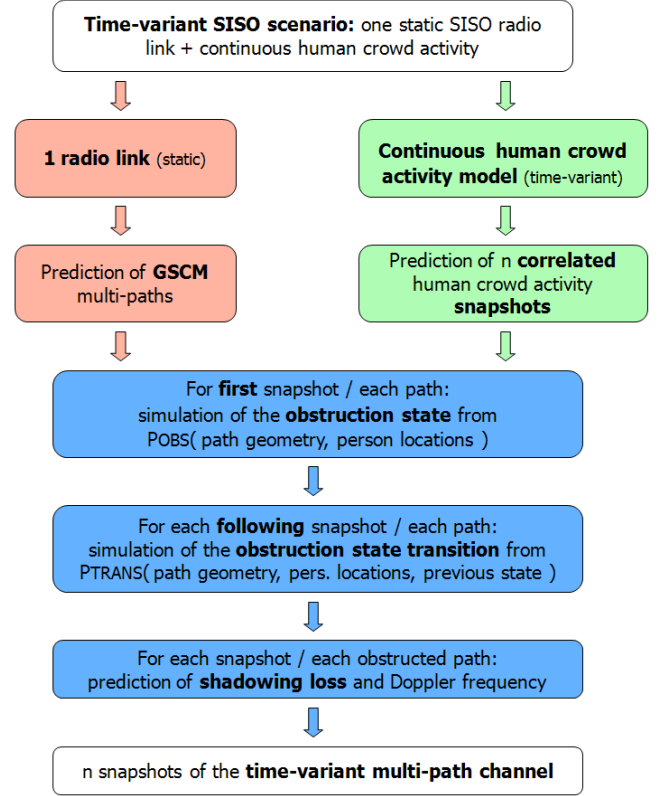 Time-variant SISO scenario: one static SISO radio
link + continuous human crowd activity
1 radio link (static)
Continuous human crowd
activity model (time-variant)
Prediction of GSCM
multi-paths
Prediction of n correlated
human crowd activity
snapshots
For first snapshot / each path:
simulation of the obstruction state from
POBS( path geometry, person locations )
For each following snapshot / each path:
simulation of the obstruction state transition from
PTRANS( path geometry, pers. locations, previous state )
For each snapshot / each obstructed path:
prediction of shadowing loss and Doppler frequency
n snapshots of the time-variant multi-path channel